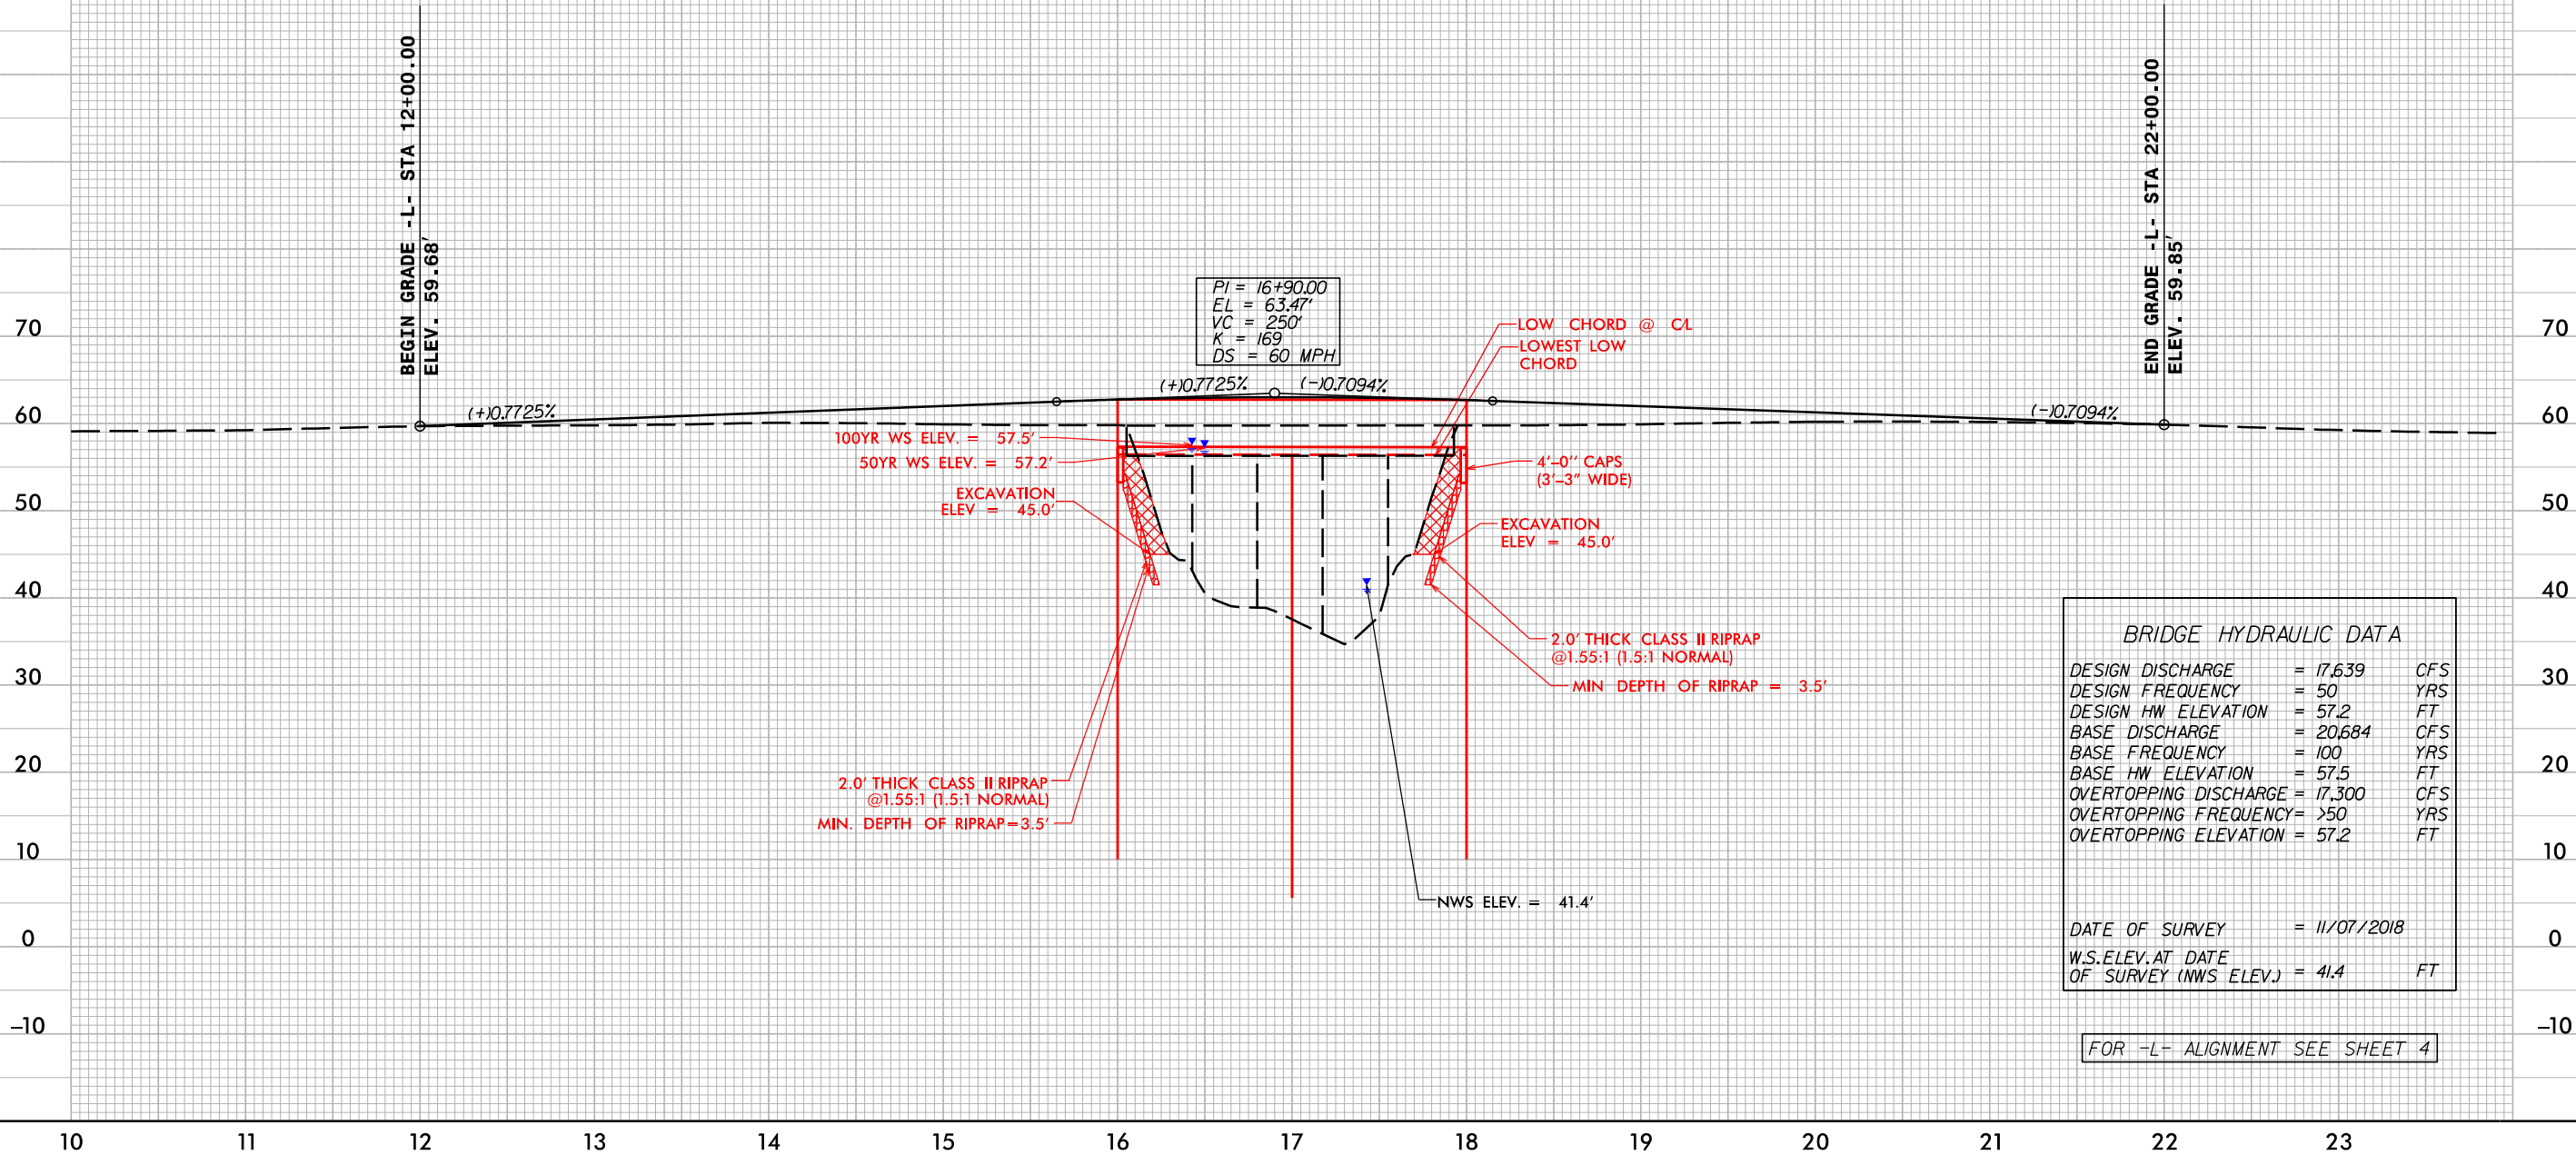 BEGIN GRADE -L- STA 12+00.00
ELEV. 59.68'
END GRADE -L- STA 22+00.00
ELEV. 59.85'
PI = 16+90.00
EL = 63.47'
VC = 250'
K = 169
DS = 60 MPH
LOW CHORD @ C/L
LOWEST LOW
CHORD
70
70
(+)0.7725%
(-)0.7094%
(+)0.7725%
(-)0.7094%
60
60
100YR WS ELEV. = 57.5'
50YR WS ELEV. = 57.2'
4'-0'' CAPS
(3'-3" WIDE)
EXCAVATION
ELEV = 45.0'
50
50
EXCAVATION
ELEV = 45.0'
40
40
2.0' THICK CLASS II RIPRAP
@1.55:1 (1.5:1 NORMAL)
MIN DEPTH OF RIPRAP = 3.5'
30
30
20
20
2.0' THICK CLASS II RIPRAP
@1.55:1 (1.5:1 NORMAL)
MIN. DEPTH OF RIPRAP=3.5'
10
10
NWS ELEV. = 41.4'
0
0
-10
-10
BRIDGE HYDRAULIC DATA
DESIGN DISCHARGE = 17,639 CFS
DESIGN FREQUENCY = 50 YRS
DESIGN HW ELEVATION = 57.2 FT
BASE DISCHARGE = 20,684 CFS
BASE FREQUENCY = 100 YRS
BASE HW ELEVATION = 57.5 FT
OVERTOPPING DISCHARGE = 17,300 CFS
OVERTOPPING FREQUENCY= >50 YRS
OVERTOPPING ELEVATION = 57.2 FT
DATE OF SURVEY = 11/07/2018
W.S.ELEV. AT DATE
OF SURVEY (NWS ELEV.) = 41.4 FT
FOR -L- ALIGNMENT SEE SHEET 4
10 11 12 13 14 15 16 17 18 19 20 21 22 23